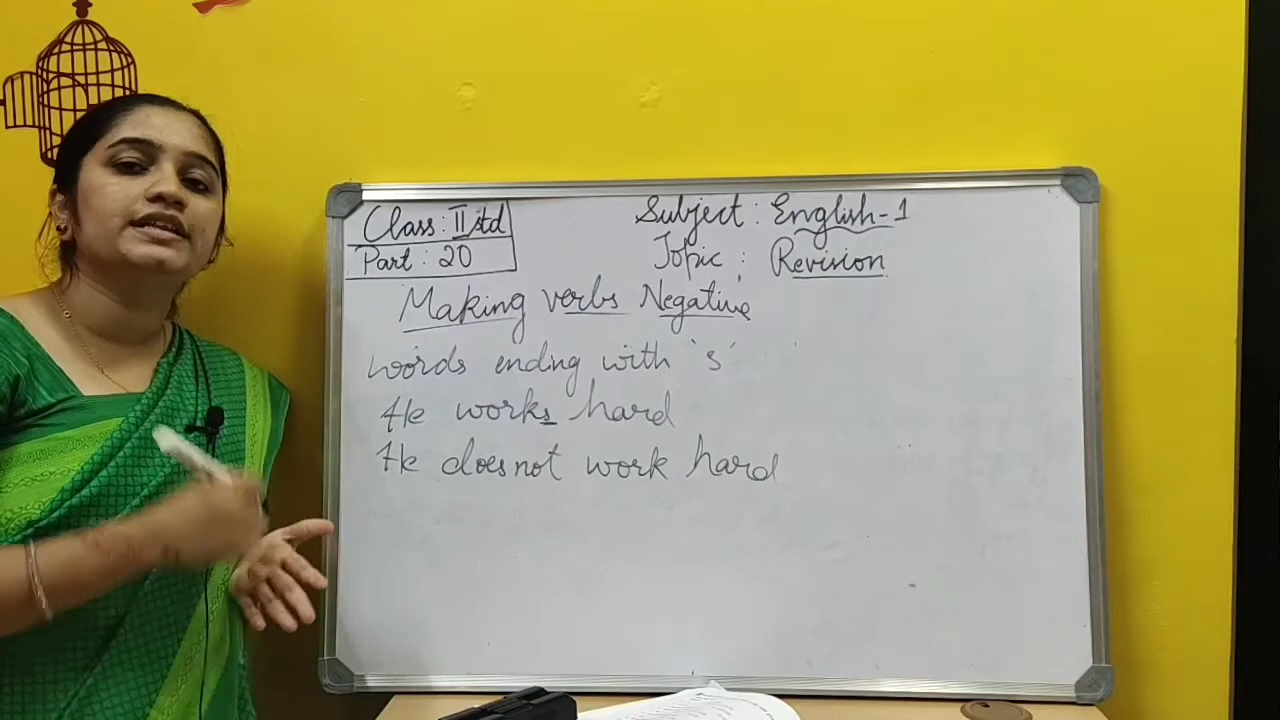 Class: II std
Part: 20
Subject: English-1
Topic: Revision
Making verbs Negative
words ending with 's'
He works hard
He does not work hard